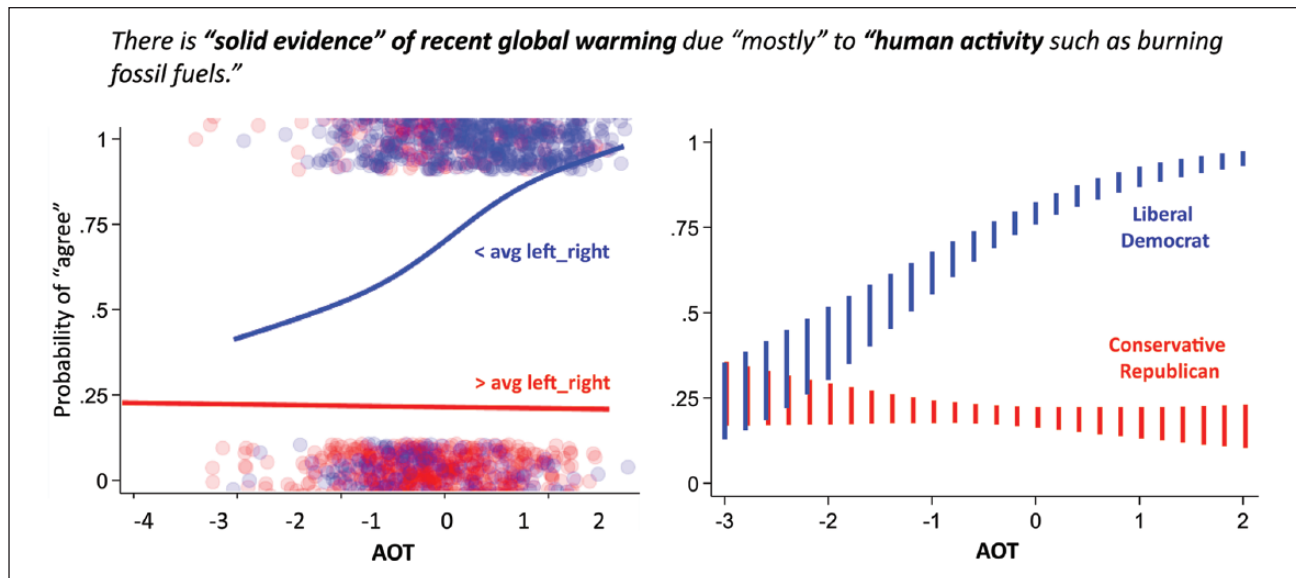 There is “solid evidence” of recent global warming due “mostly” to “human activity such as burning
fossil fuels.”
Probability of “agree”
1
.75
.5
.25
0
< avg left_right
> avg left_right
-4 -3 -2 -1 0 1 2
AOT
1
.75
.5
.25
0
Liberal
Democrat
Conservative
Republican
-3 -2 -1 0 1 2
AOT